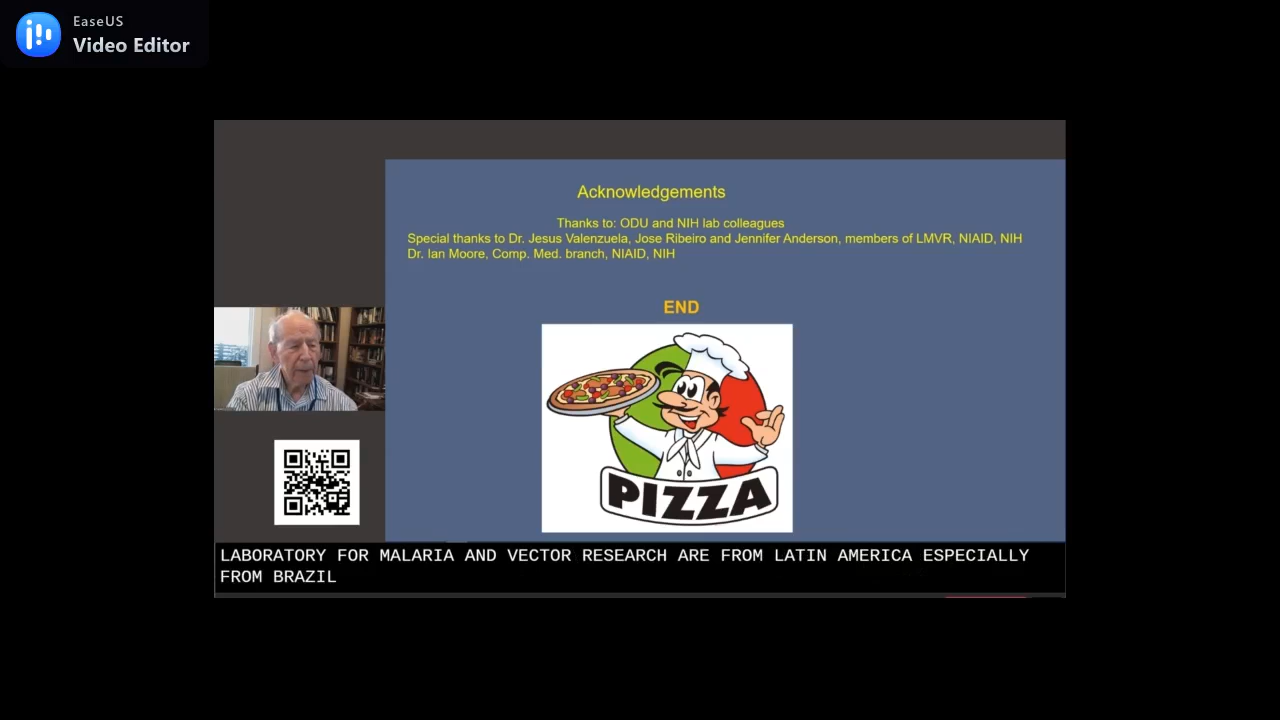 EaseUS
Video Editor
Acknowledgements
Thanks to: ODU and NIH lab colleagues
Special thanks to Dr. Jesus Valenzuela, Jose Ribeiro and Jennifer Anderson, members of LMVR, NIAID, NIH
Dr. Ian Moore, Comp. Med. branch, NIAID, NIH
END
PIZZA
LABORATORY FOR MALARIA AND VECTOR RESEARCH ARE FROM LATIN AMERICA ESPECIALLY
FROM BRAZIL